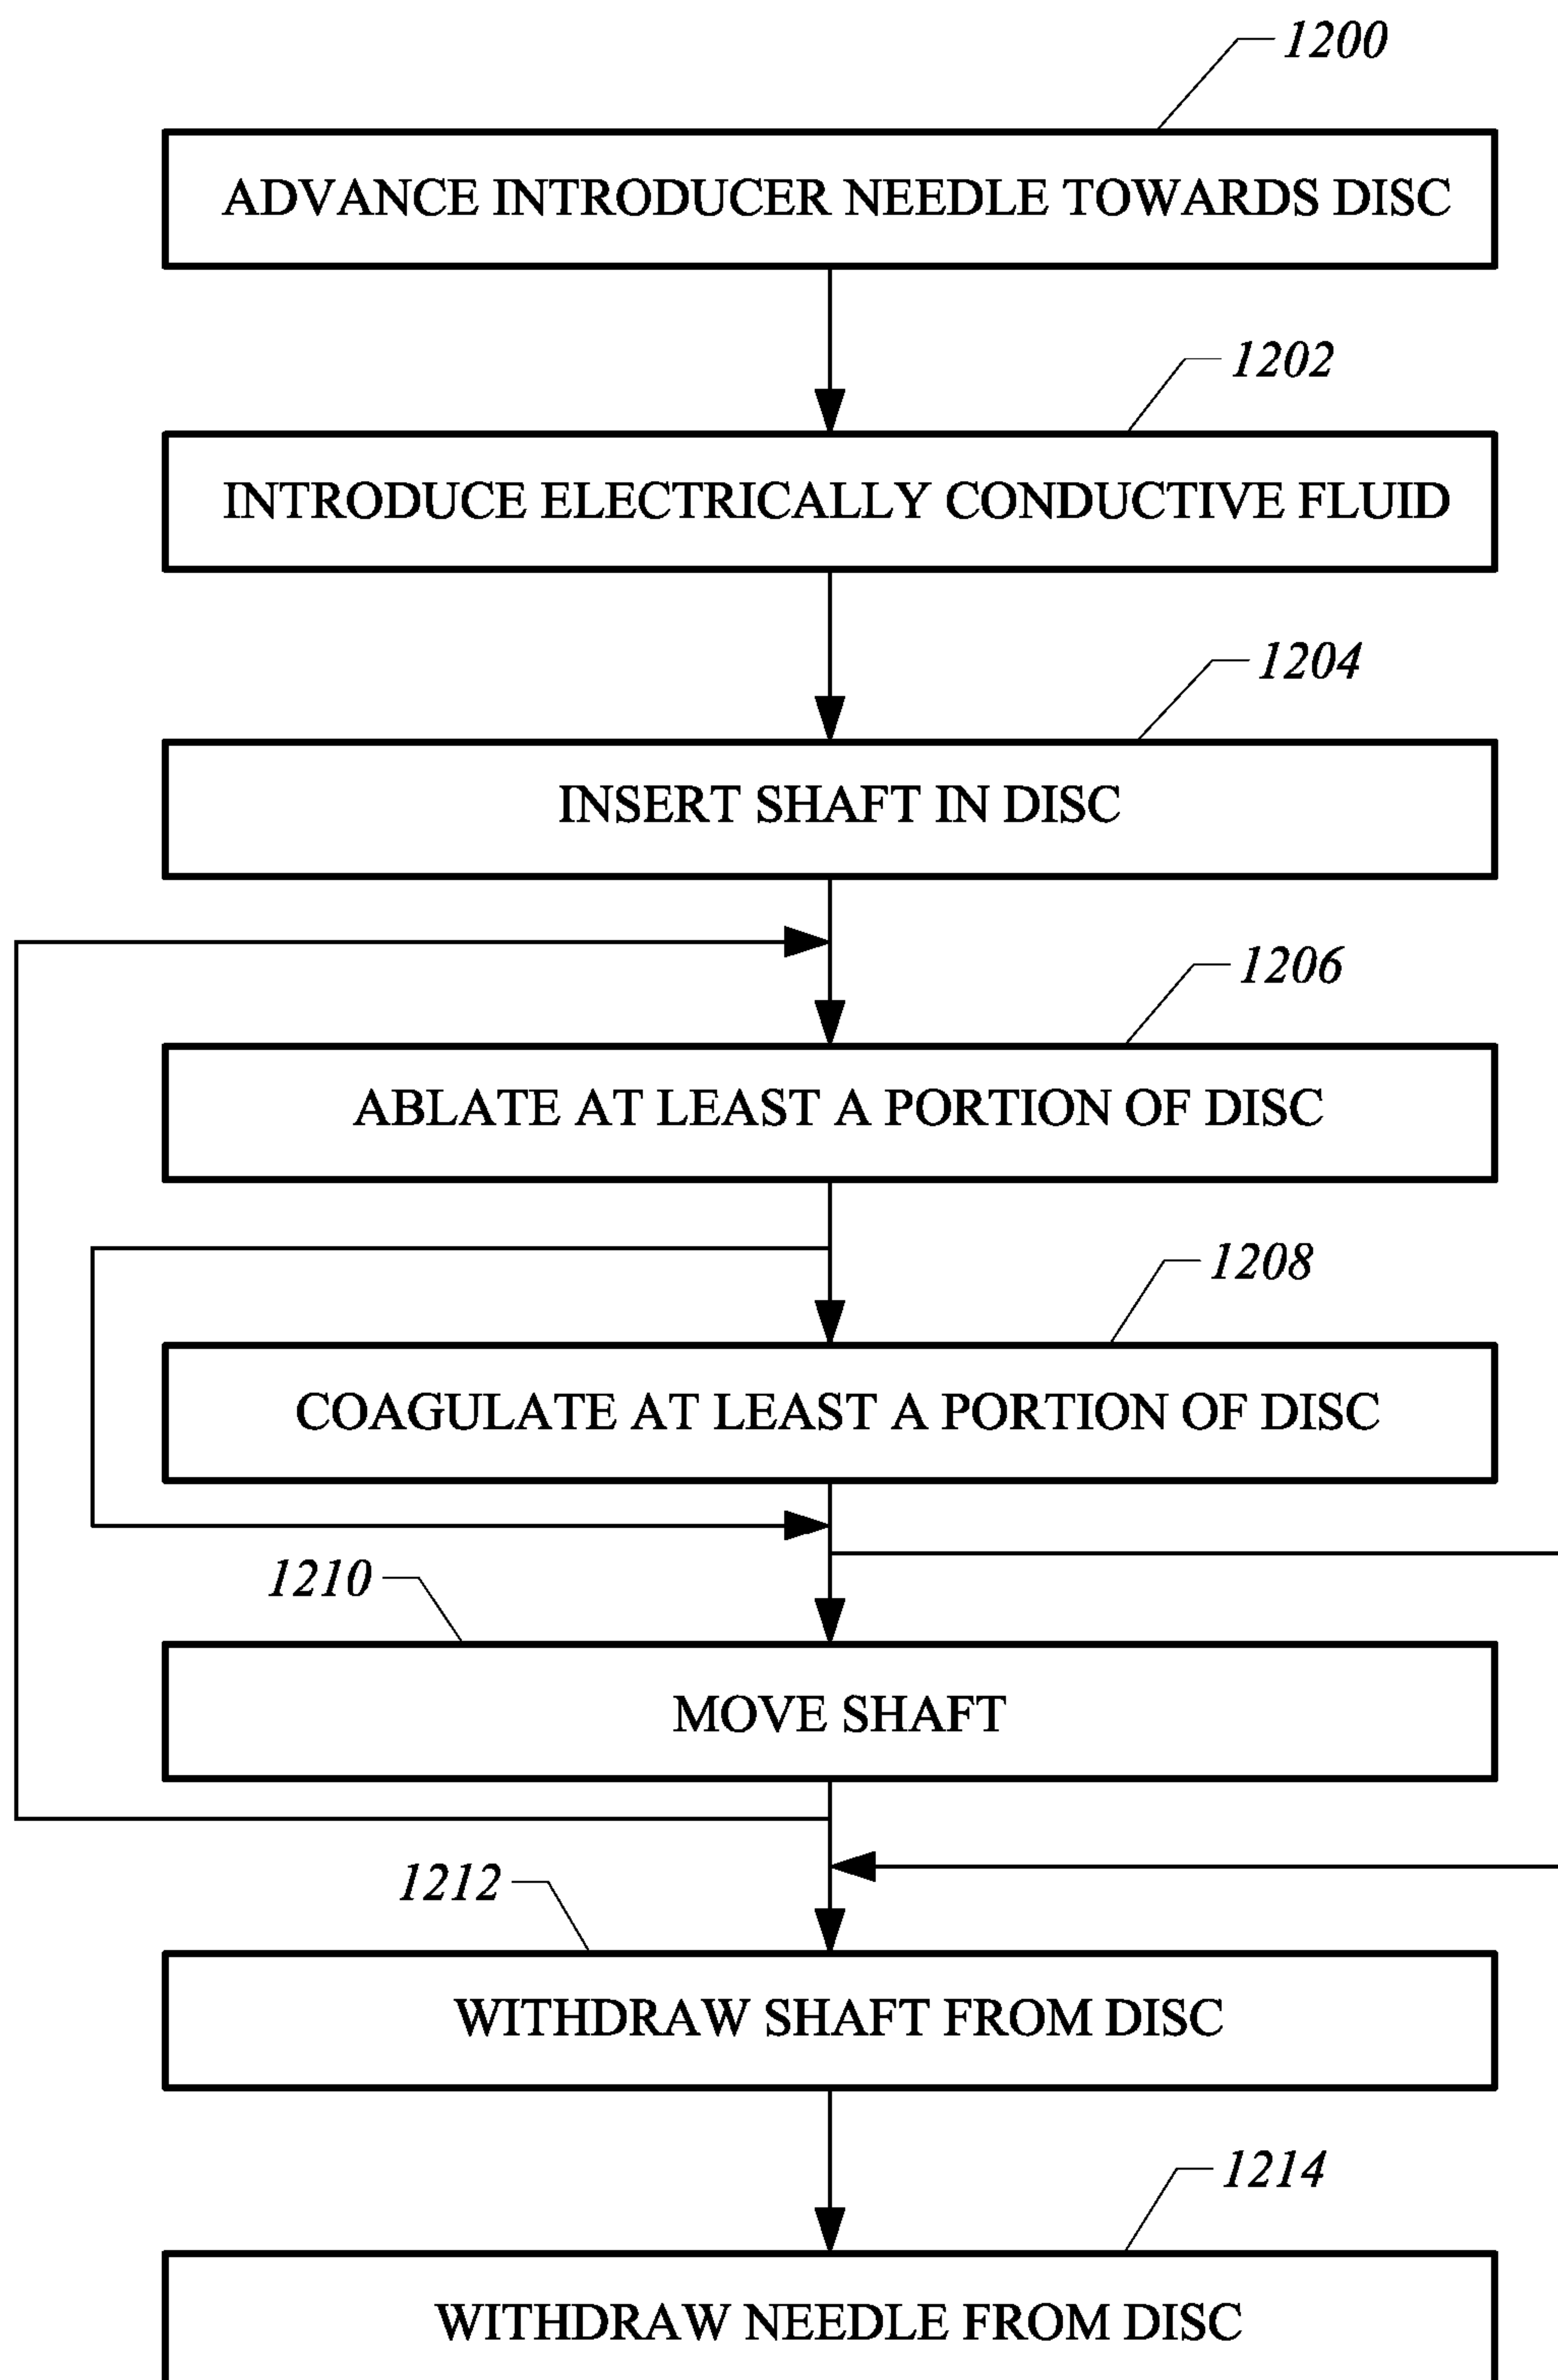 1200
ADVANCE INTRODUCER NEEDLE TOWARDS DISC
1202
INTRODUCE ELECTRICALLY CONDUCTIVE FLUID
1204
INSERT SHAFT IN DISC
1206
ABLATE AT LEAST A PORTION OF DISC
1208
COAGULATE AT LEAST A PORTION OF DISC
1210
MOVE SHAFT
1212
WITHDRAW SHAFT FROM DISC
1214
WITHDRAW NEEDLE FROM DISC